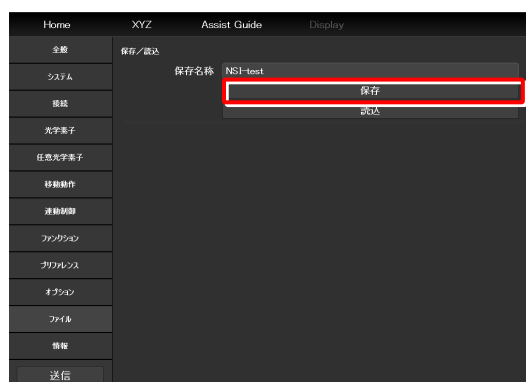 Home XYZ Assist Guide Display
全般
保存/読込
システム
保存名称 NSI-test
保存
接続
読込
光学素子
任意光学素子
移動動作
連動制御
ファンクション
プリファレンス
オプション
ファイル
情報
送信